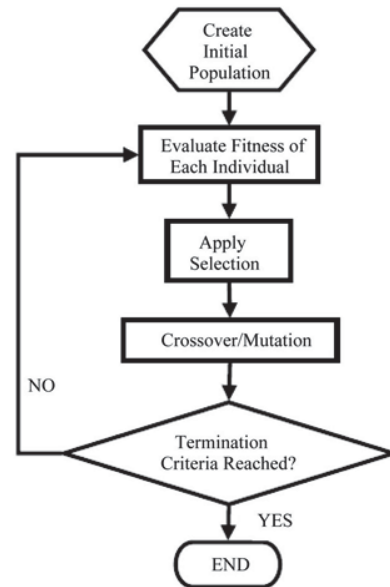 Create
Initial
Population
Evaluate Fitness of
Each Individual
Apply
Selection
Crossover/Mutation
NO
Termination
Criteria Reached?
YES
END